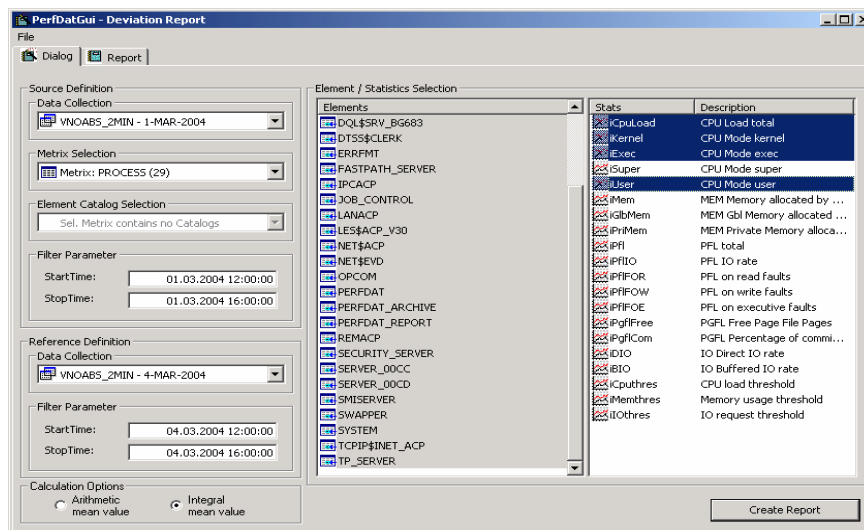 PerfDatGui - Deviation Report
File
Dialog
Report
Source Definition
Data Collection
VNOABS_2MIN - 1-MAR-2004
Metrix Selection
Metrix: PROCESS (29)
Element Catalog Selection
Sel. Metrix contains no Catalogs
Filter Parameter
StartTime: 01.03.2004 12:00:00
StopTime: 01.03.2004 16:00:00
Reference Definition
Data Collection
VNOABS_2MIN - 4-MAR-2004
Filter Parameter
StartTime: 04.03.2004 12:00:00
StopTime: 04.03.2004 16:00:00
Calculation Options
Arithmetic
mean value
Integral
mean value
Element / Statistics Selection
Elements
DQL$SRV_BG683
DTSS$CLERK
ERRFMT
FASTPATH_SERVER
IPCACP
JOB_CONTROL
LANACP
LES$ACP_V30
NET$ACP
NET$EVD
OPCOM
PERFDAT
PERFDAT_ARCHIVE
PERFDAT_REPORT
REMACP
SECURITY_SERVER
SERVER_00CC
SERVER_00CD
SMISERVER
SWAPPER
SYSTEM
TCPIP$INET_ACP
TP_SERVER
Stats Description
iCpuLoad CPU Load total
iKernel CPU Mode kernel
iExec CPU Mode exec
iSuper CPU Mode super
iUser CPU Mode user
iMem MEM Memory allocated by ...
iGlbMem MEM Gbl Memory allocated ...
iPriMem MEM Private Memory alloca...
iPfl PFL total
iPflIO PFL IO rate
iPflFOR PFL on read faults
iPflFOW PFL on write faults
iPflFOE PFL on executive faults
iPgflFree PGFL Free Page File Pages
iPgflCom PGFL Percentage of commi...
iDIO IO Direct IO rate
iBIO IO Buffered IO rate
iCputhres CPU load threshold
iMemthres Memory usage threshold
iIOthres IO request threshold
Create Report